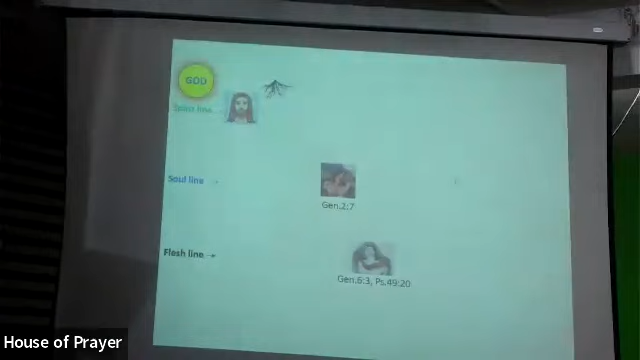 GOD
Spirit line
Soul line
Gen.2:7
Flesh line
Gen.6:3, Ps.49:20
House of Prayer